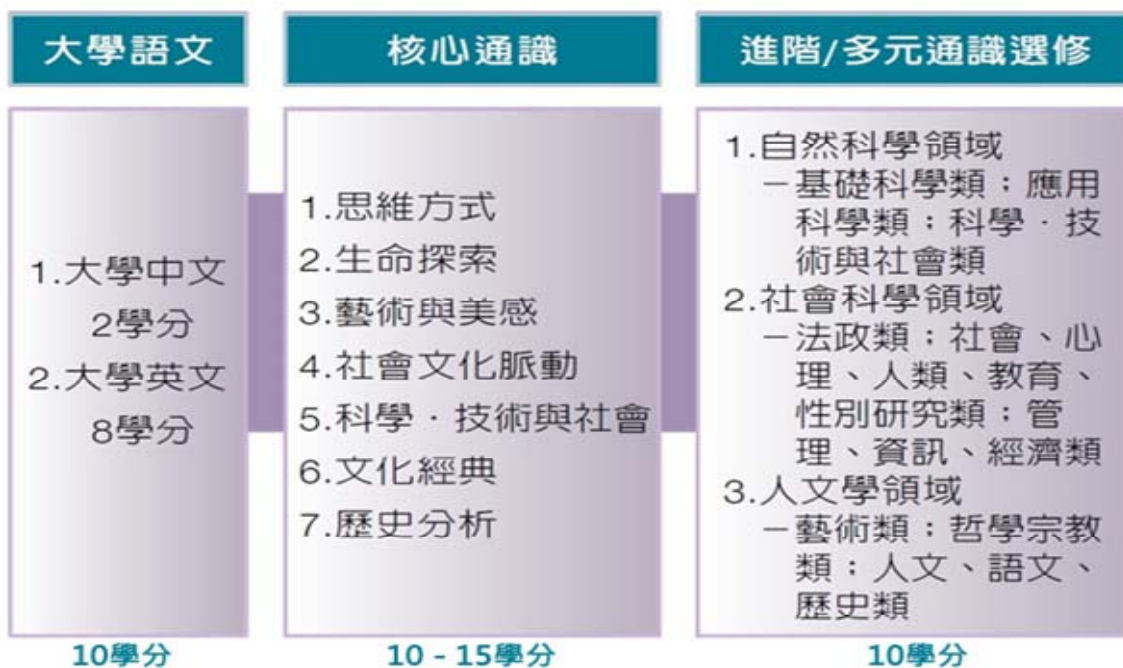 大學語文
核心通識
進階/多元通識選修
1.大學中文
2學分
2.大學英文
8學分
1.思維方式
2.生命探索
3.藝術與美感
4.社會文化脈動
5.科學．技術與社會
6.文化經典
7.歷史分析
1.自然科學領域
－基礎科學類；應用
科學類；科學．技
術與社會類
2.社會科學領域
－法政類；社會、心
理、人類、教育、
性別研究類；管
理、資訊、經濟類
3.人文學領域
－藝術類；哲學宗教
類；人文、語文、
歷史類
10學分
10 - 15學分
10學分